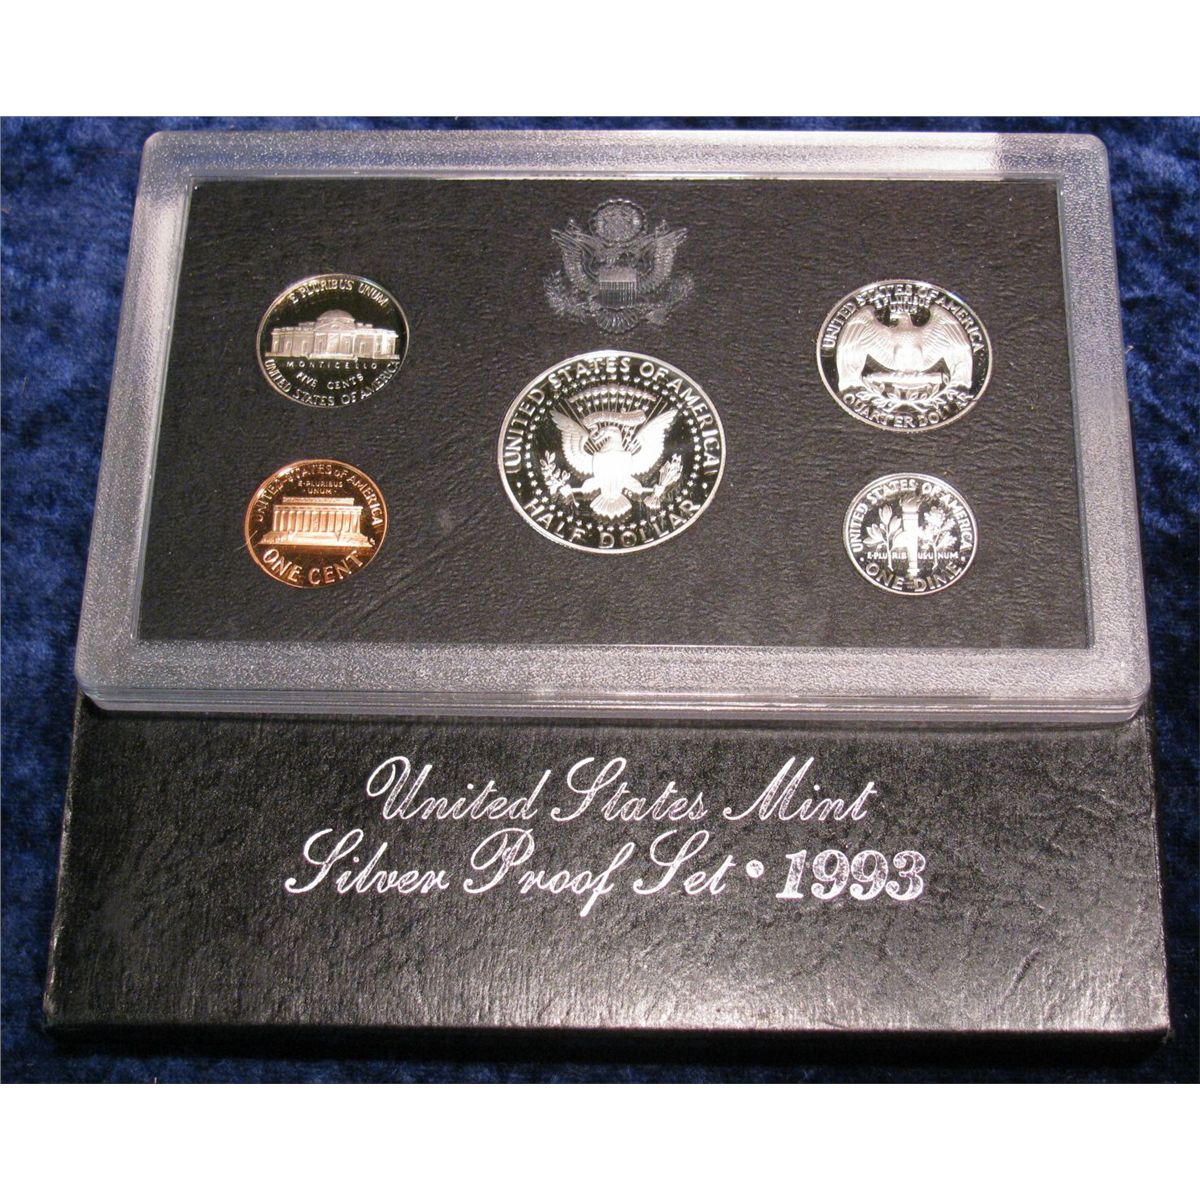 E PLURIBUS UNUM
MONTICELLO
FIVE CENTS
UNITED STATES OF AMERICA
UNITED STATES OF AMERICA
E PLURIBUS
QUARTER DOLLAR
UNITED STATES OF AMERICA
HALF DOLLAR
UNITED STATES OF AMERICA
E·PLURIBUS
·UNUM·
ONE CENT
UNITED STATES OF AMERICA
E·PLURIBUS·UNUM
·ONE DIME·
United States Mint
Silver Proof Set • 1993